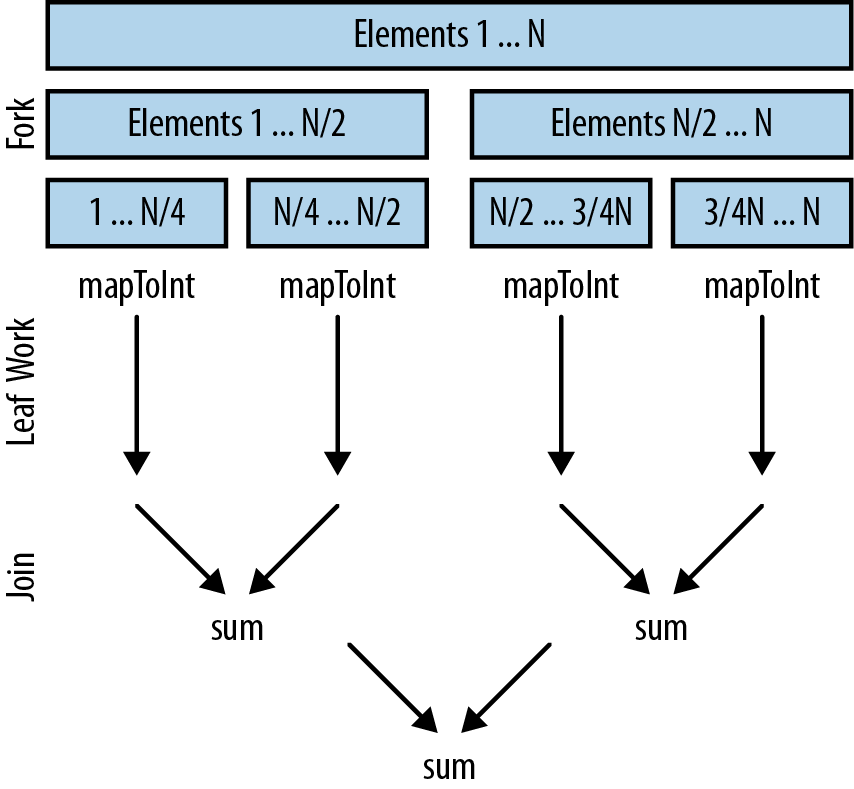 Elements 1 ... N
Fork
Elements 1 ... N/2
Elements N/2 ... N
1 ... N/4
N/4 ... N/2
N/2 ... 3/4N
3/4N ... N
mapToInt
mapToInt
mapToInt
mapToInt
Leaf Work
Join
sum
sum
sum